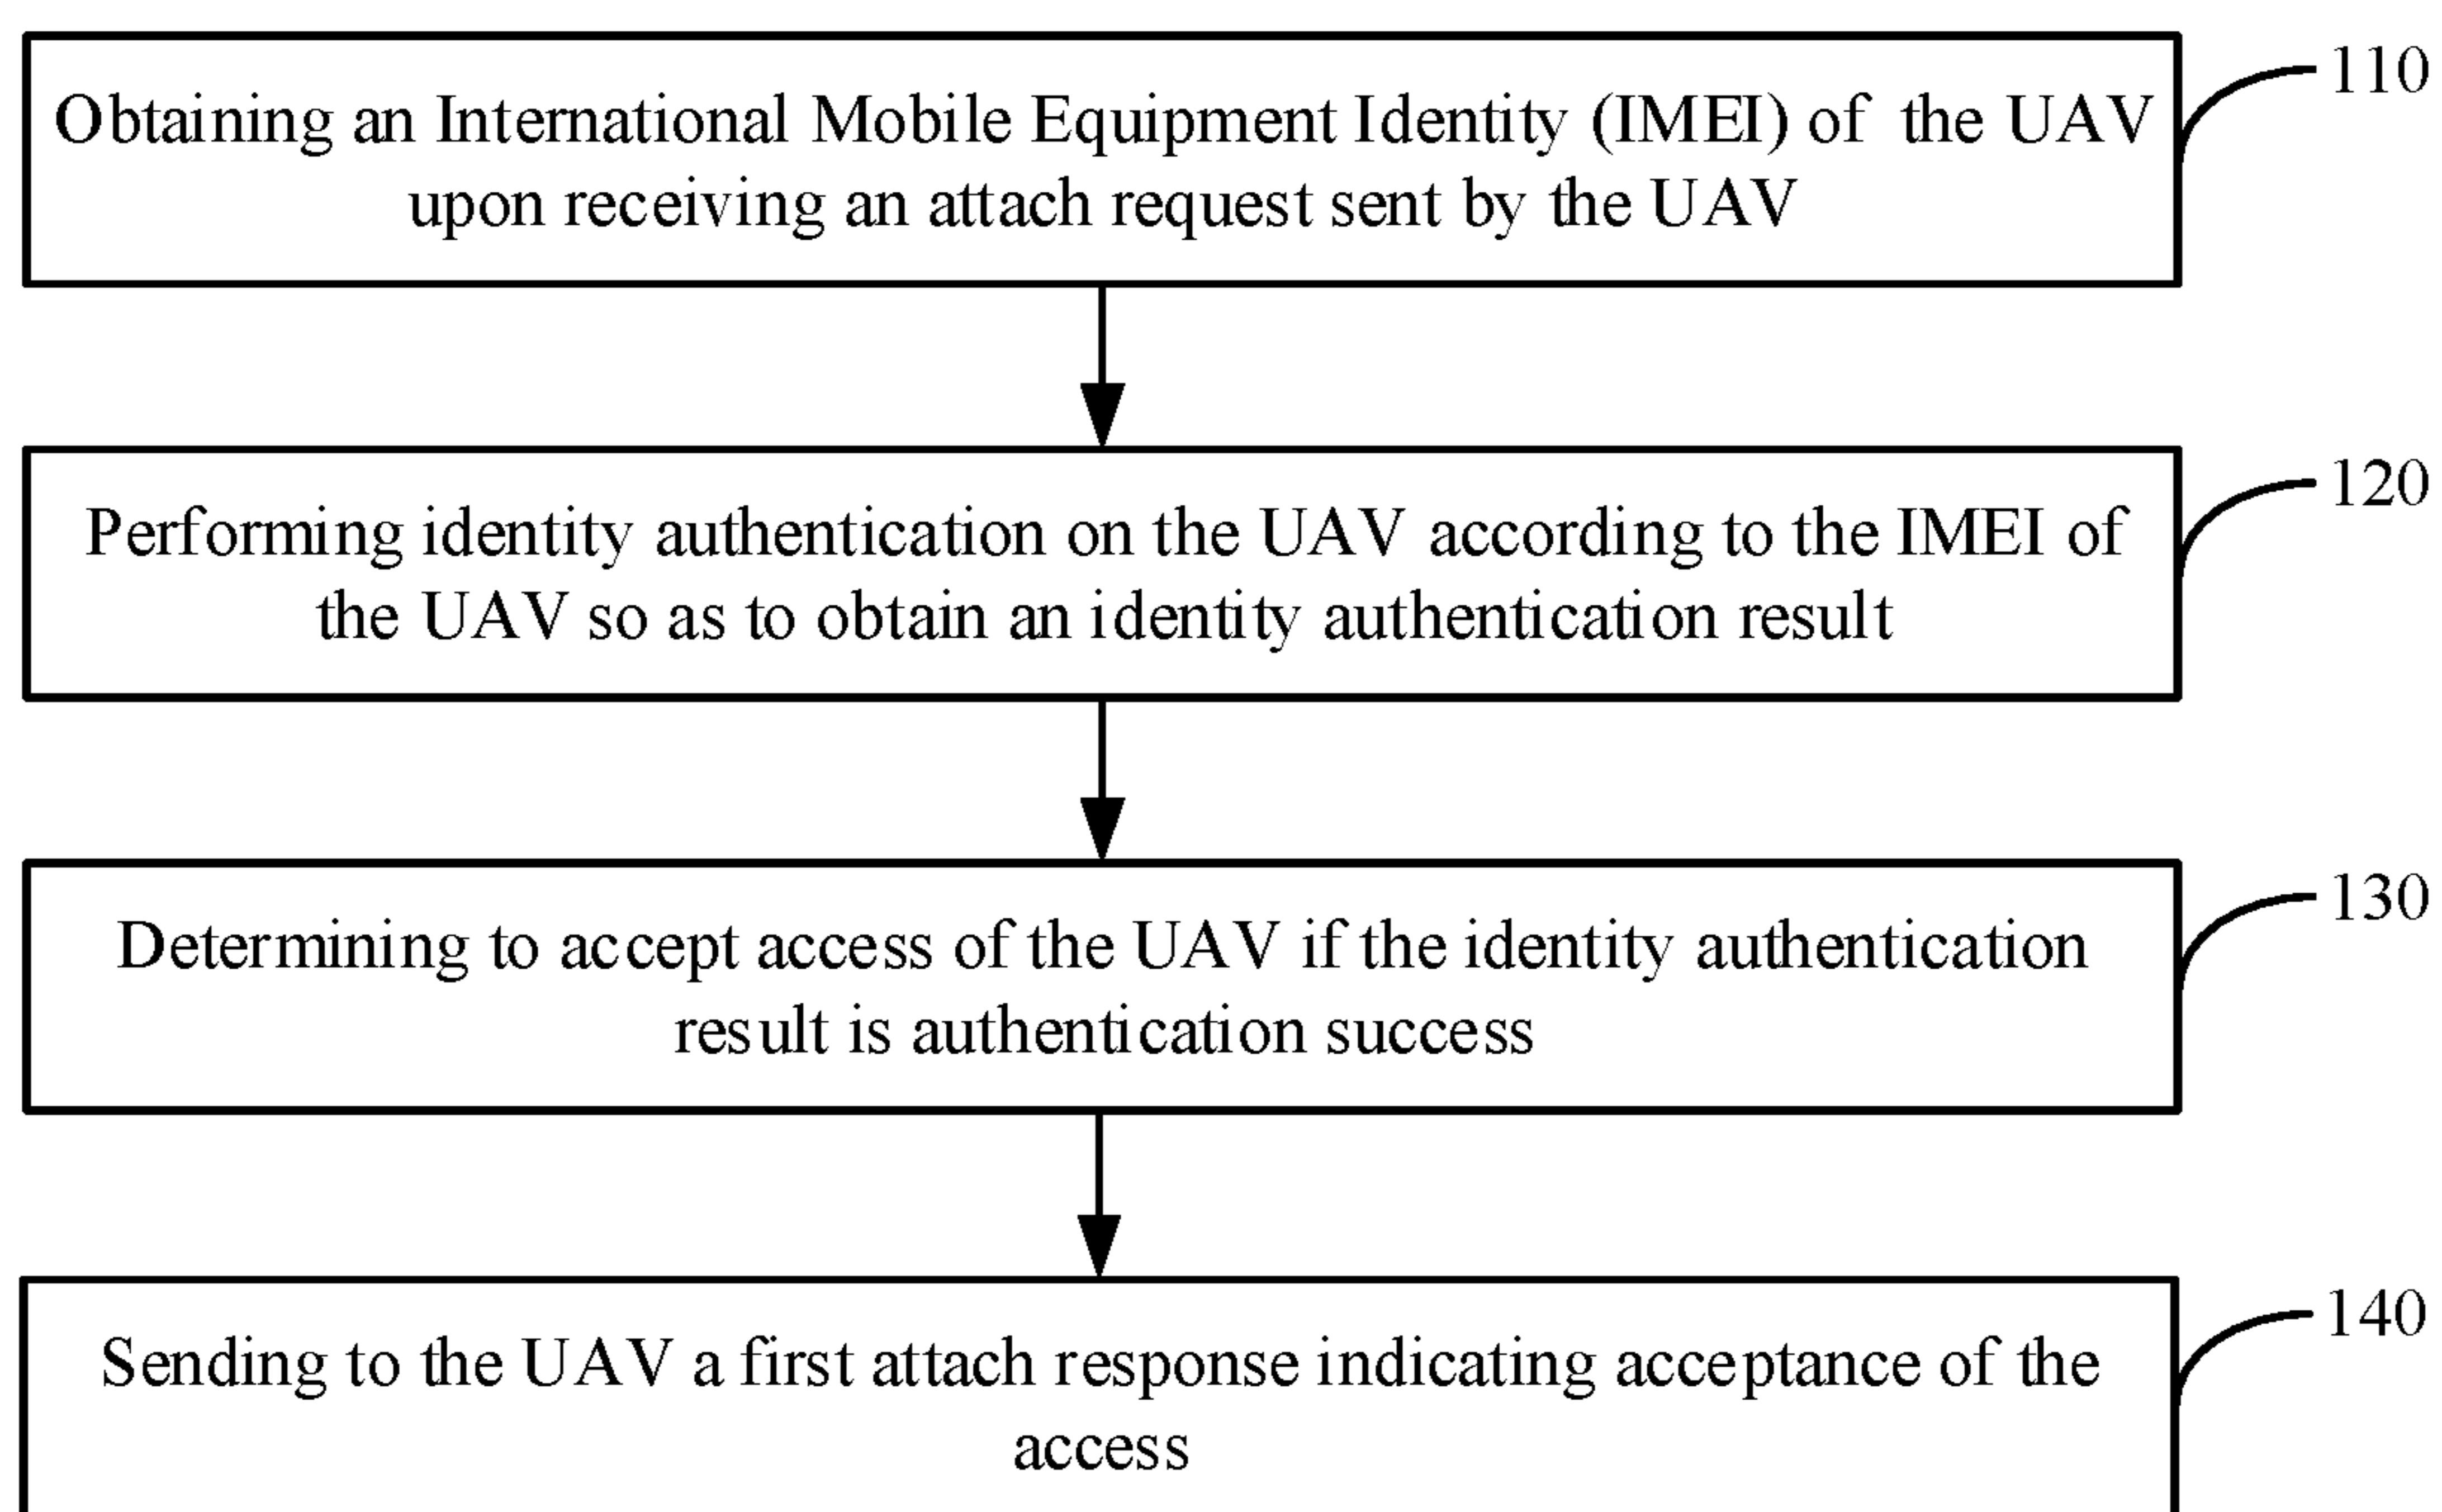 110
Obtaining an International Mobile Equipment Identity (IMEI) of the UAV
upon receiving an attach request sent by the UAV
120
Performing identity authentication on the UAV according to the IMEI of
the UAV so as to obtain an identity authentication result
130
Determining to accept access of the UAV if the identity authentication
result is authentication success
140
Sending to the UAV a first attach response indicating acceptance of the
access